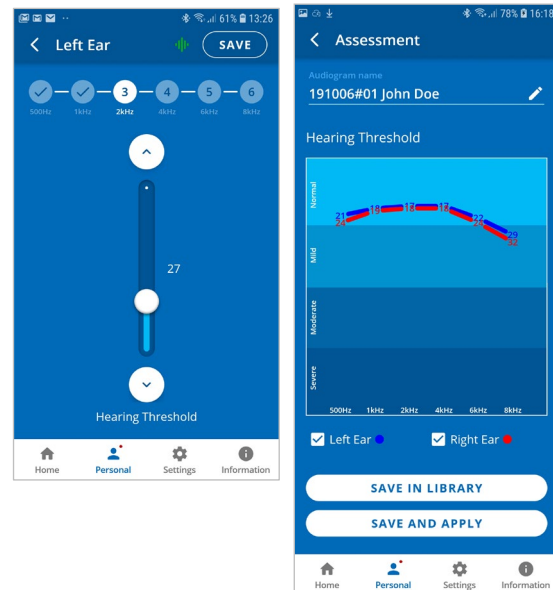 61% 13:26
Left Ear SAVE
3 4 5 6
500Hz 1kHz 2kHz 4kHz 6kHz 8kHz
27
Hearing Threshold
Home Personal Settings Information
78% 16:18
Assessment
Audiogram name
191006#01 John Doe
Hearing Threshold
Normal
21 18 17 17 22 29
24 19 18 18 24 32
Mild
Moderate
Severe
500Hz 1kHz 2kHz 4kHz 6kHz 8kHz
Left Ear Right Ear
SAVE IN LIBRARY
SAVE AND APPLY
Home Personal Settings Information